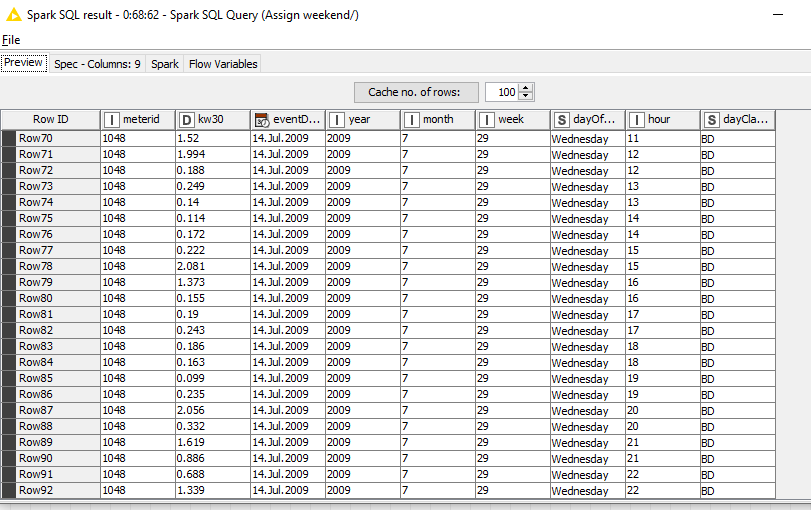 Spark SQL result - 0:68:62 - Spark SQL Query (Assign weekend/)
File
Preview Spec - Columns: 9 Spark Flow Variables
Cache no. of rows: 100
Row ID I meterid D kw30 eventD... I year I month I week S dayOf... I hour S dayCla...
Row70 1048 1.52 14.Jul.2009 2009 7 29 Wednesday 11 BD
Row71 1048 1.994 14.Jul.2009 2009 7 29 Wednesday 12 BD
Row72 1048 0.188 14.Jul.2009 2009 7 29 Wednesday 12 BD
Row73 1048 0.249 14.Jul.2009 2009 7 29 Wednesday 13 BD
Row74 1048 0.14 14.Jul.2009 2009 7 29 Wednesday 13 BD
Row75 1048 0.114 14.Jul.2009 2009 7 29 Wednesday 14 BD
Row76 1048 0.172 14.Jul.2009 2009 7 29 Wednesday 14 BD
Row77 1048 0.222 14.Jul.2009 2009 7 29 Wednesday 15 BD
Row78 1048 2.081 14.Jul.2009 2009 7 29 Wednesday 15 BD
Row79 1048 1.373 14.Jul.2009 2009 7 29 Wednesday 16 BD
Row80 1048 0.155 14.Jul.2009 2009 7 29 Wednesday 16 BD
Row81 1048 0.19 14.Jul.2009 2009 7 29 Wednesday 17 BD
Row82 1048 0.243 14.Jul.2009 2009 7 29 Wednesday 17 BD
Row83 1048 0.186 14.Jul.2009 2009 7 29 Wednesday 18 BD
Row84 1048 0.163 14.Jul.2009 2009 7 29 Wednesday 18 BD
Row85 1048 0.099 14.Jul.2009 2009 7 29 Wednesday 19 BD
Row86 1048 0.235 14.Jul.2009 2009 7 29 Wednesday 19 BD
Row87 1048 2.056 14.Jul.2009 2009 7 29 Wednesday 20 BD
Row88 1048 0.332 14.Jul.2009 2009 7 29 Wednesday 20 BD
Row89 1048 1.619 14.Jul.2009 2009 7 29 Wednesday 21 BD
Row90 1048 0.886 14.Jul.2009 2009 7 29 Wednesday 21 BD
Row91 1048 0.688 14.Jul.2009 2009 7 29 Wednesday 22 BD
Row92 1048 1.339 14.Jul.2009 2009 7 29 Wednesday 22 BD